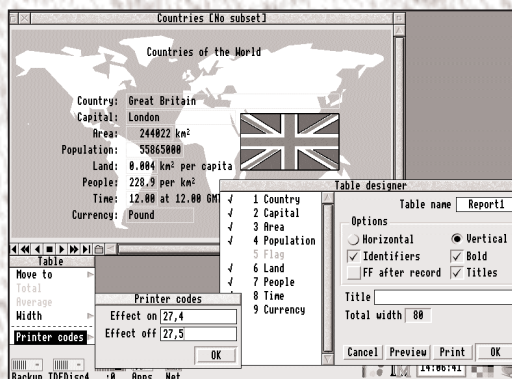 Countries [No subset]
Countries of the World
Country: Great Britain
Capital: London
Area: 244022 km²
Population: 55865000
Land: 0.004 km² per capita
People: 228.9 per km²
Time: 12.00 at 12.00 GMT
Currency: Pound
Table
Move to
Total
Average
Width
Printer codes
Printer codes
Effect on 27,4
Effect off 27,5
OK
Table designer
√ 1 Country
√ 2 Capital
√ 3 Area
√ 4 Population
5 Flag
√ 6 Land
√ 7 People
√ 8 Time
9 Currency
Table name Report1
Options
Horizontal
Vertical
Identifiers
Bold
FF after record
Titles
Title
Total width 80
Cancel Preview Print OK
Backup IDEDisc4 :0 Apps Net
14:06:41